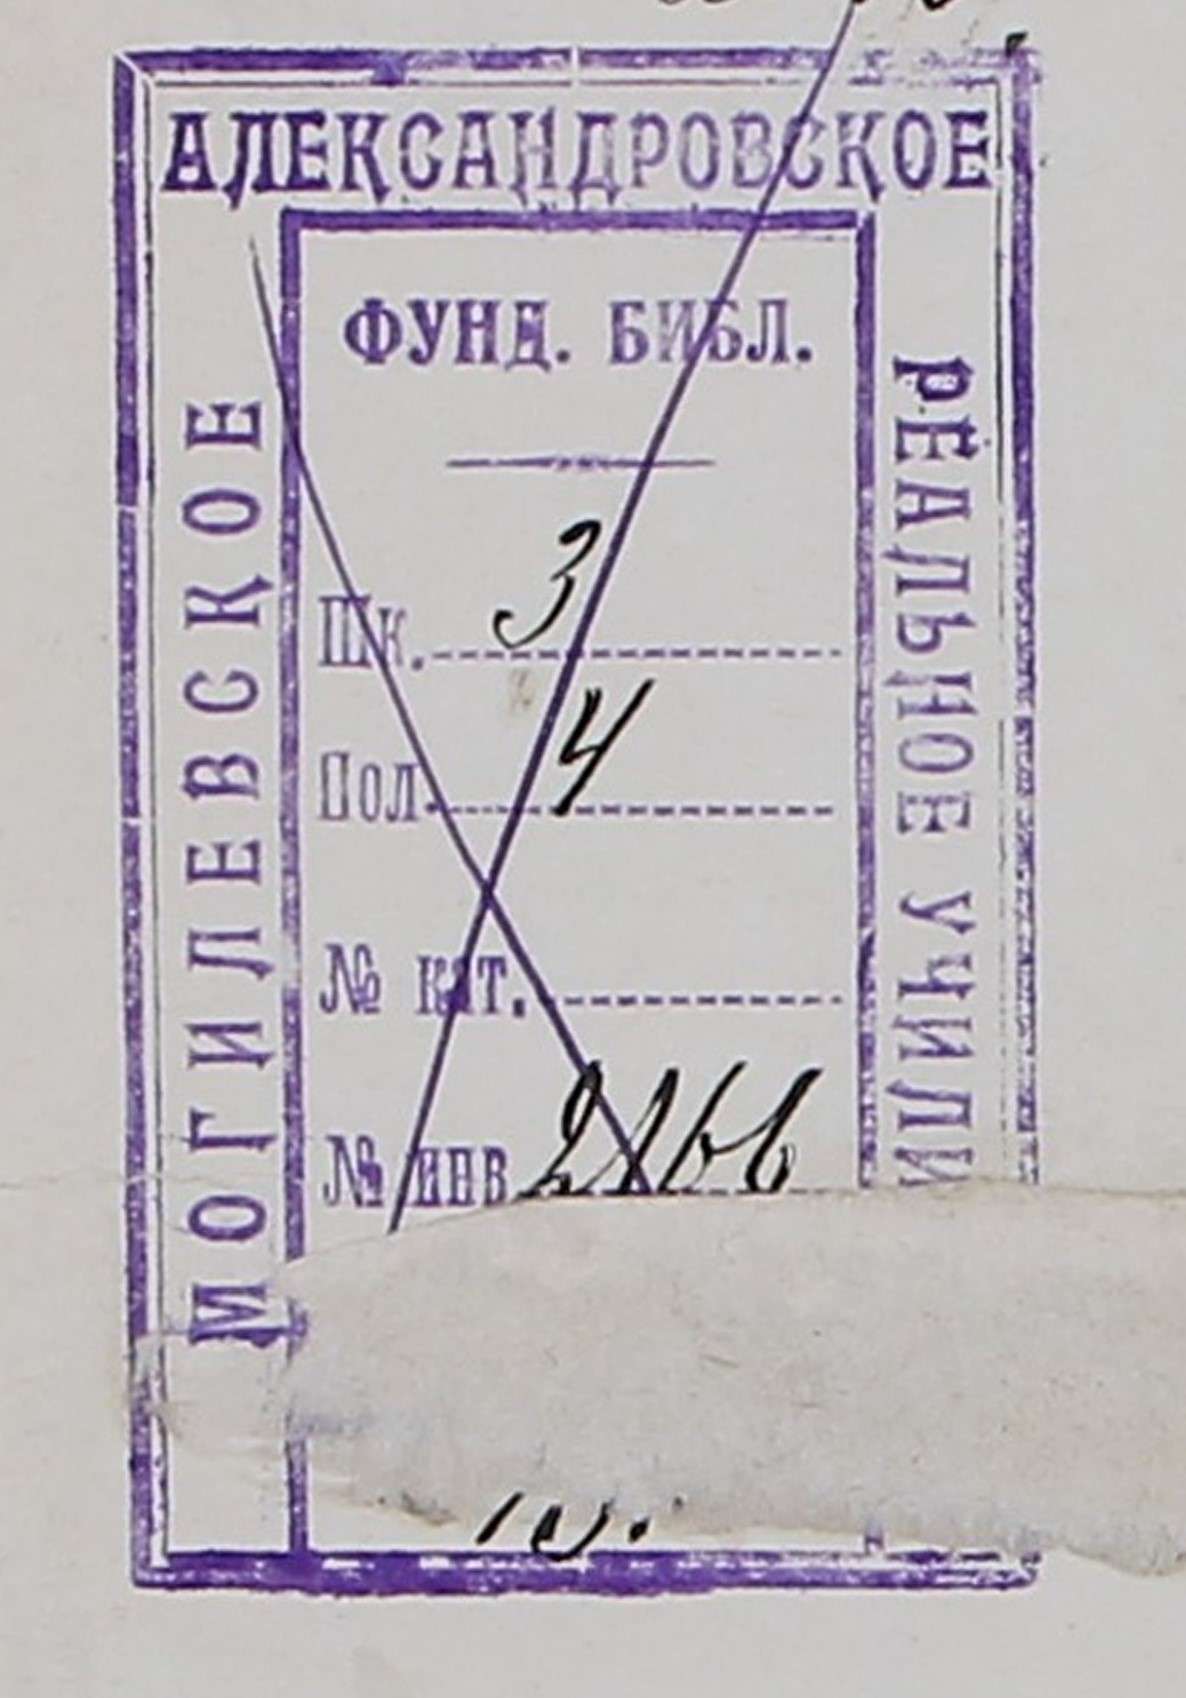 МОГИЛЕВСКОЕ
АЛЕКСАНДРОВСКОЕ
РЕАЛЬНОЕ УЧИЛИ
ФУНД. БИБЛ.
Шк. 3
Пол. 4
№ кат.
№ инв